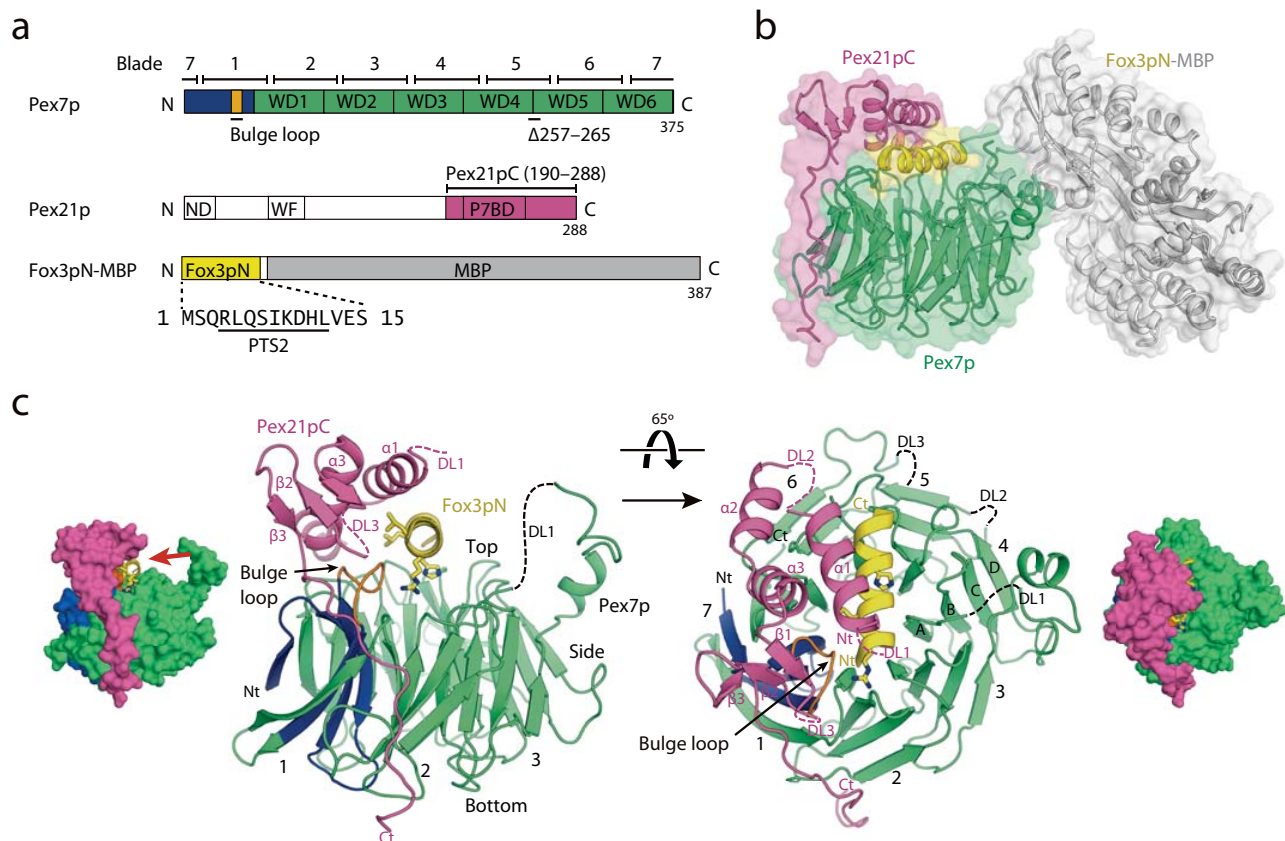 a
Blade 7 1 2 3 4 5 6 7
Pex7p N WD1 WD2 WD3 WD4 WD5 WD6 C
Bulge loop Δ257–265 375
Pex21pC (190–288)
Pex21p N ND WF P7BD C
288
Fox3pN-MBP N Fox3pN MBP C
387
1 MSQRLQSIKDHLVES 15
PTS2
b
Pex21pC
Fox3pN-MBP
Pex7p
c
Pex21pC
α3
α1
DL1
β2
β3
DL3
Fox3pN
Bulge
loop
Top
DL1
Pex7p
Side
Nt
1
2
3
Bottom
Ct
65º
DL3
DL2
5
6
Ct
DL2
α2
Ct
4
D
α3
α1
C
Nt
B
DL1
7
A
β1
Nt
DL1
Nt
3
β3
Bulge loop
DL3
1
2
Ct